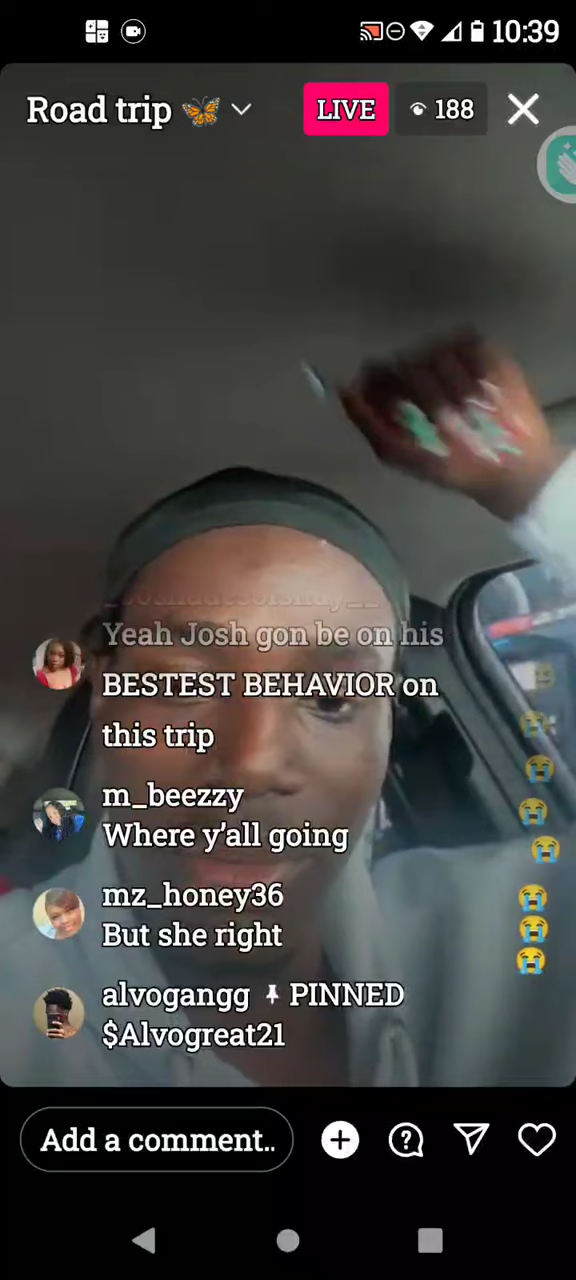 10:39
Road trip 🦋
LIVE
188
Yeah Josh gon be on his
BESTEST BEHAVIOR on
this trip
m_beezzy
Where y'all going
mz_honey36
But she right
alvogangg 📌 PINNED
$Alvogreat21
Add a comment..